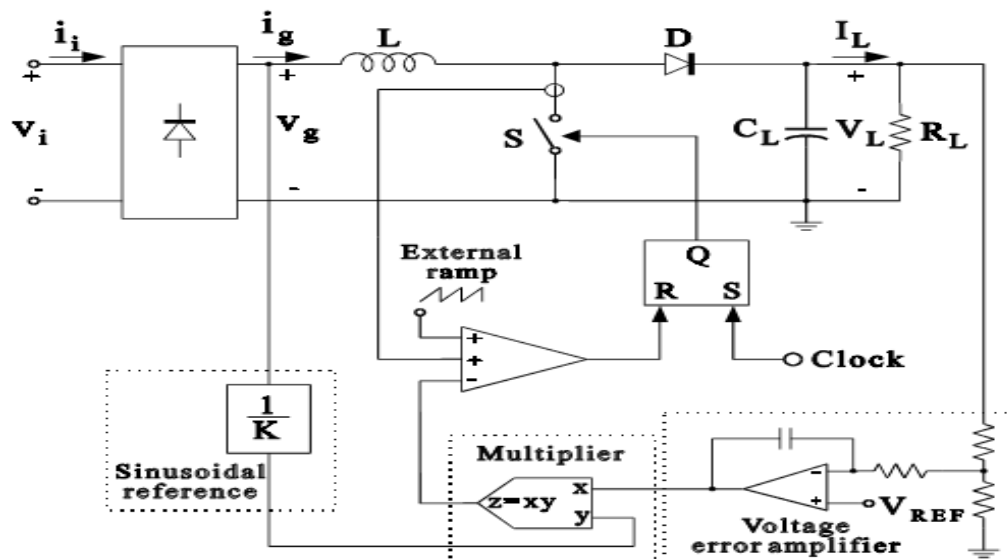 i_i
i_g
L
D
I_L
+
+
+
v_i
v_g
S
C_L
V_L
R_L
-
-
-
External
ramp
Q
R S
+
+
-
Clock
1
K
Sinusoidal
reference
Multiplier
z=xy
x
y
-
+
V_REF
Voltage
error amplifier